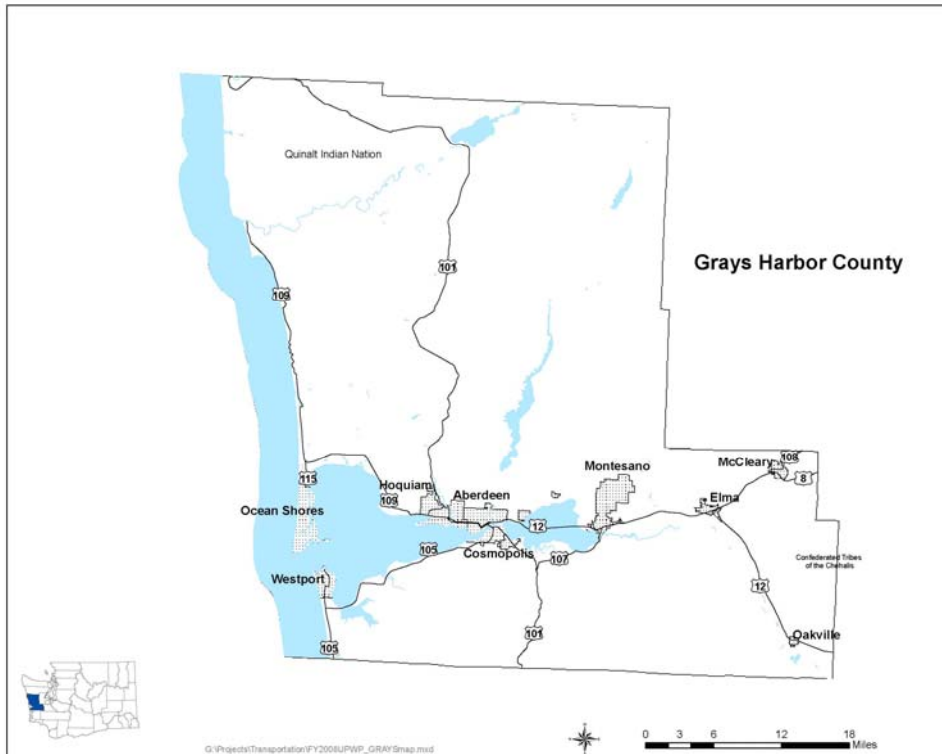 Quinalt Indian Nation
101
109
Grays Harbor County
115
Ocean Shores
Hoquiam
109
Aberdeen
Montesano
McCleary
108
8
Elma
12
105
Cosmopolis
107
Westport
Confederated Tribes
of the Chehalis
12
101
Oakville
105
G:\Projects\Transportation\FY2008\UPWP_GRAYSmap.mxd
0 3 6 12 18
Miles